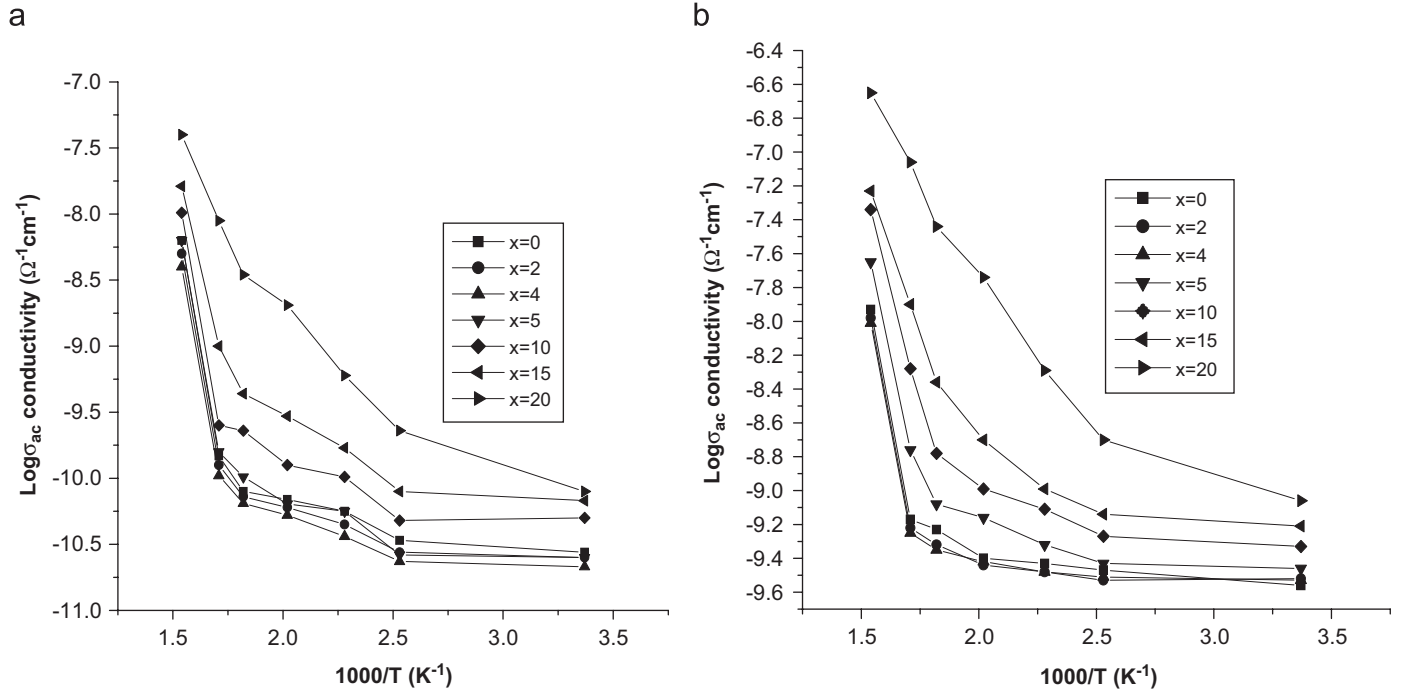 a
-7.0
-7.5
-8.0
-8.5
-9.0
-9.5
-10.0
-10.5
-11.0
Logσac conductivity (Ω-1cm-1)
1.5 2.0 2.5 3.0 3.5
1000/T (K-1)
x=0
x=2
x=4
x=5
x=10
x=15
x=20
b
-6.4
-6.6
-6.8
-7.0
-7.2
-7.4
-7.6
-7.8
-8.0
-8.2
-8.4
-8.6
-8.8
-9.0
-9.2
-9.4
-9.6
Logσac conductivity (Ω-1cm-1)
1.5 2.0 2.5 3.0 3.5
1000/T (K-1)
x=0
x=2
x=4
x=5
x=10
x=15
x=20